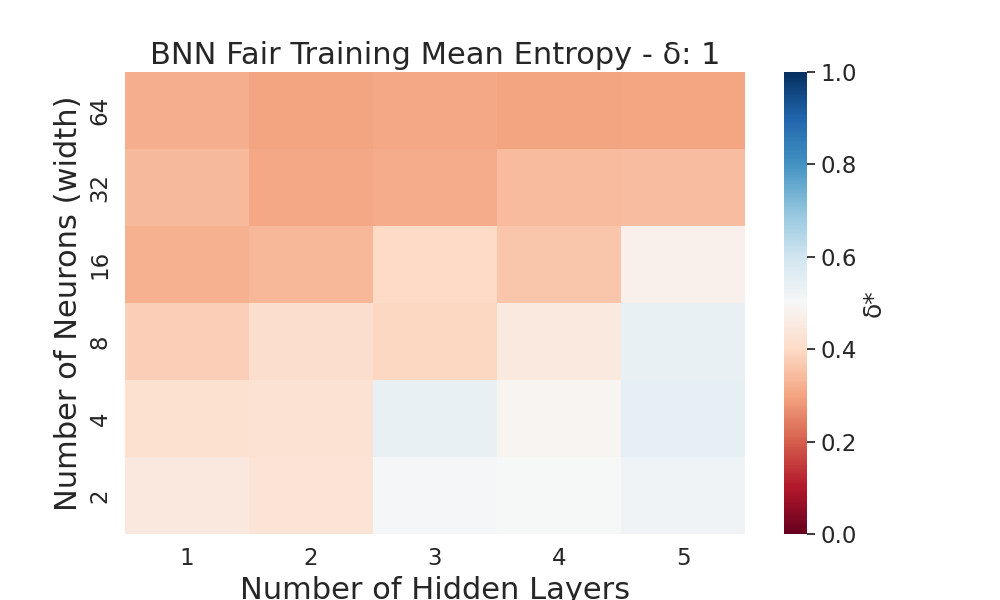 BNN Fair Training Mean Entropy - δ: 1
Number of Neurons (width)
64
32
16
8
4
2
1 2 3 4 5
Number of Hidden Layers
1.0
0.8
0.6
0.4
0.2
0.0
δ*